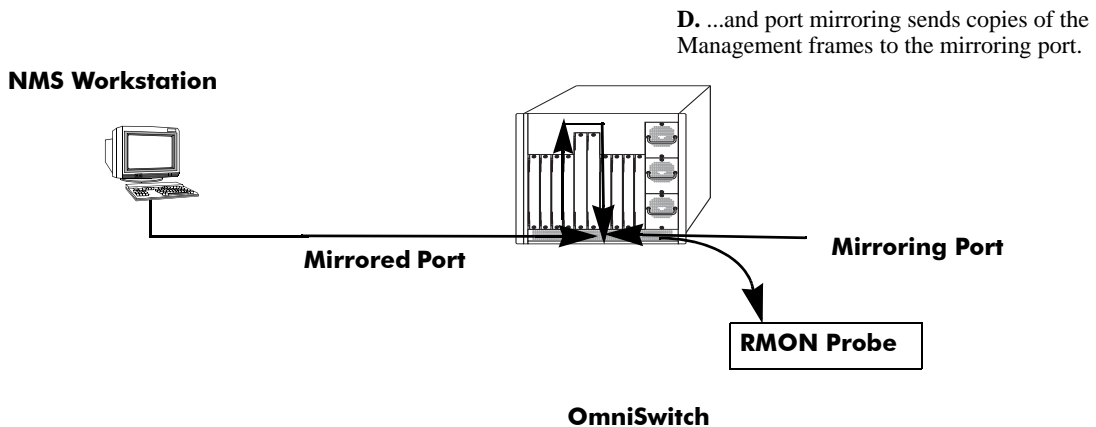 D. ...and port mirroring sends copies of the
Management frames to the mirroring port.
NMS Workstation
Mirrored Port
Mirroring Port
RMON Probe
OmniSwitch